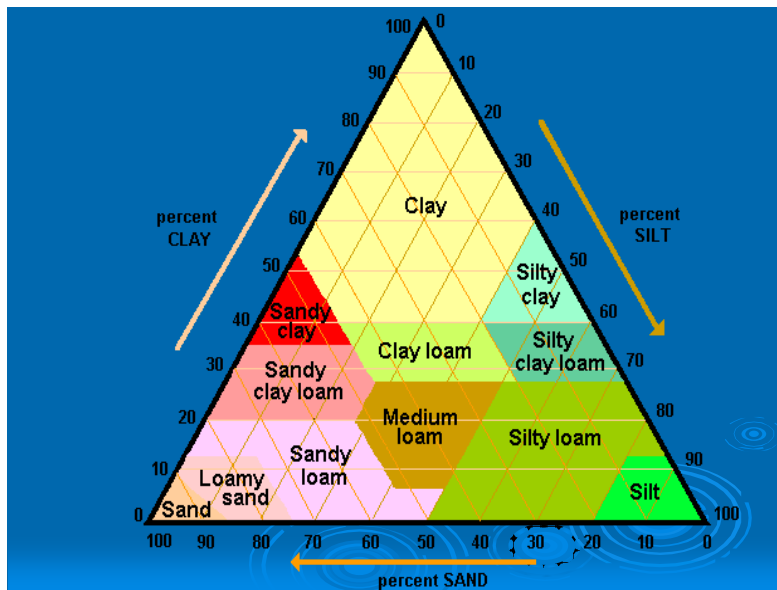 100 0
90 10
80 20
70 30
Clay
percent
CLAY
percent
SILT
60 40
50 50
Silty
clay
40 60
Sandy
clay
Clay loam
Silty
clay loam
30 70
Sandy
clay loam
20 80
Medium
loam
Silty loam
Sandy
loam
10 90
Loamy
sand
Silt
Sand
0 100
100 90 80 70 60 50 40 30 20 10 0
percent SAND